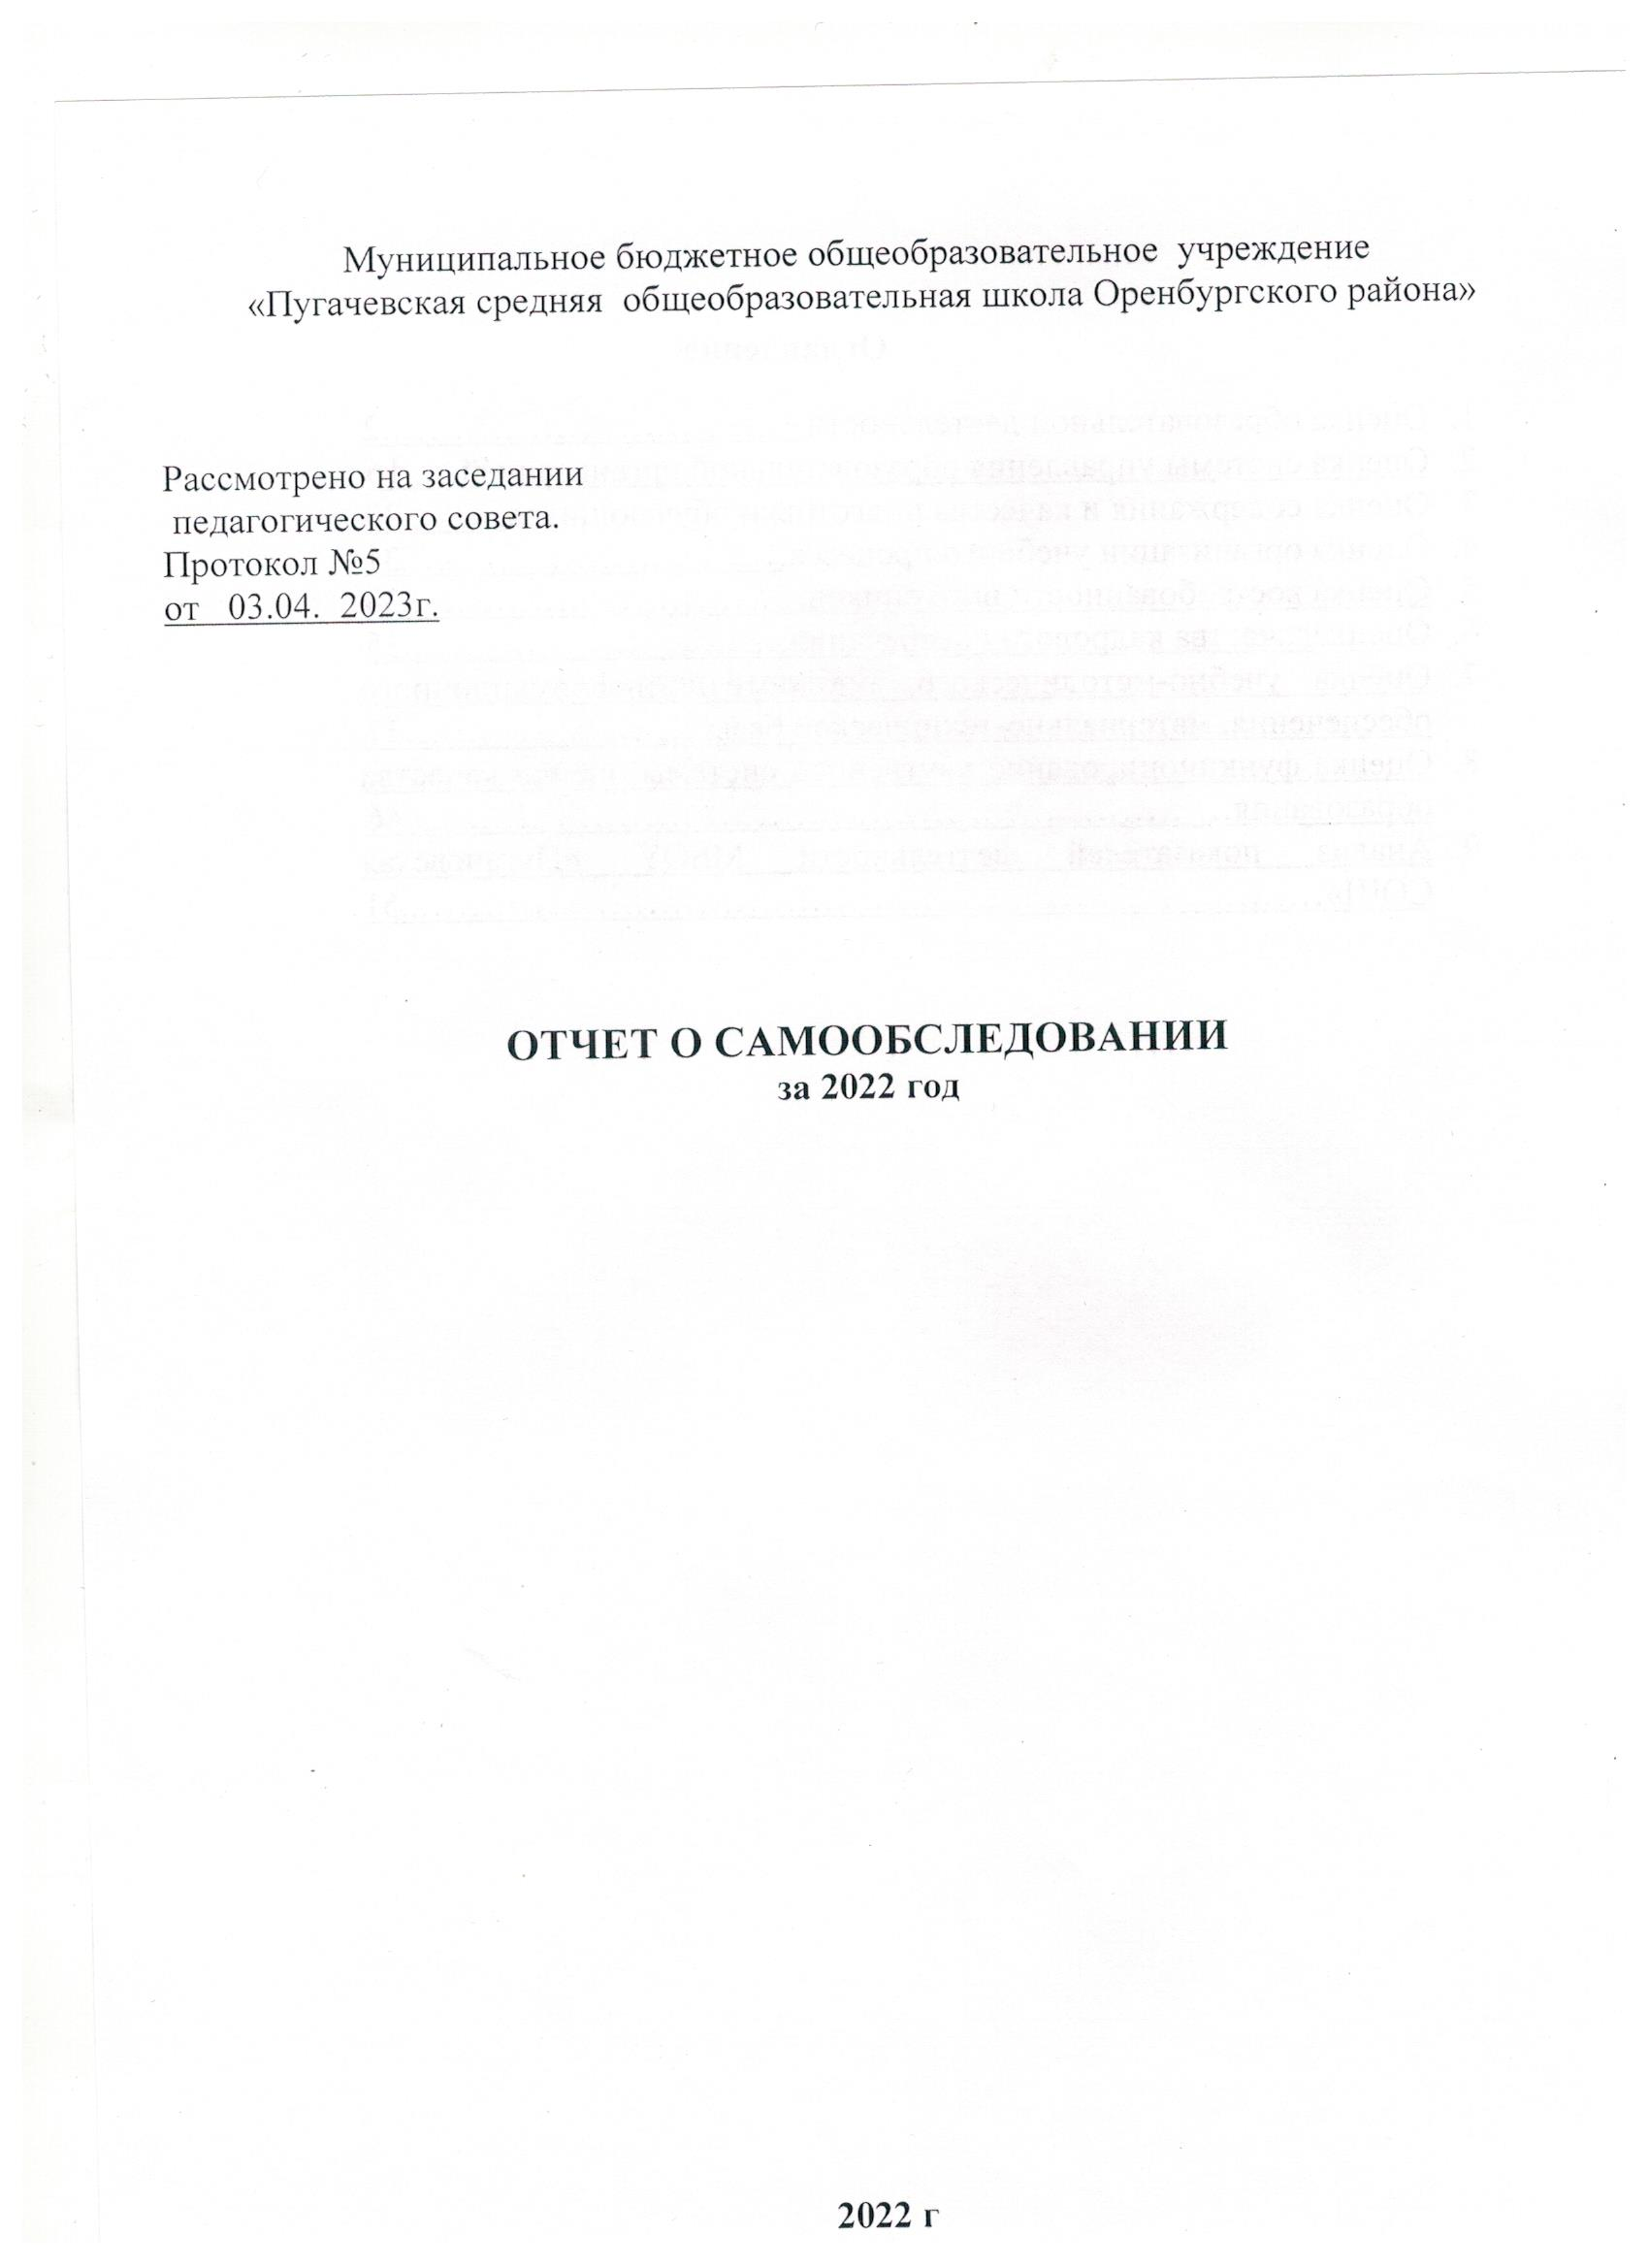 Муниципальное бюджетное общеобразовательное учреждение
«Пугачевская средняя общеобразовательная школа Оренбургского района»
Рассмотрено на заседании
педагогического совета.
Протокол №5
от 03.04. 2023г.
ОТЧЕТ О САМООБСЛЕДОВАНИИ
за 2022 год
2022 г